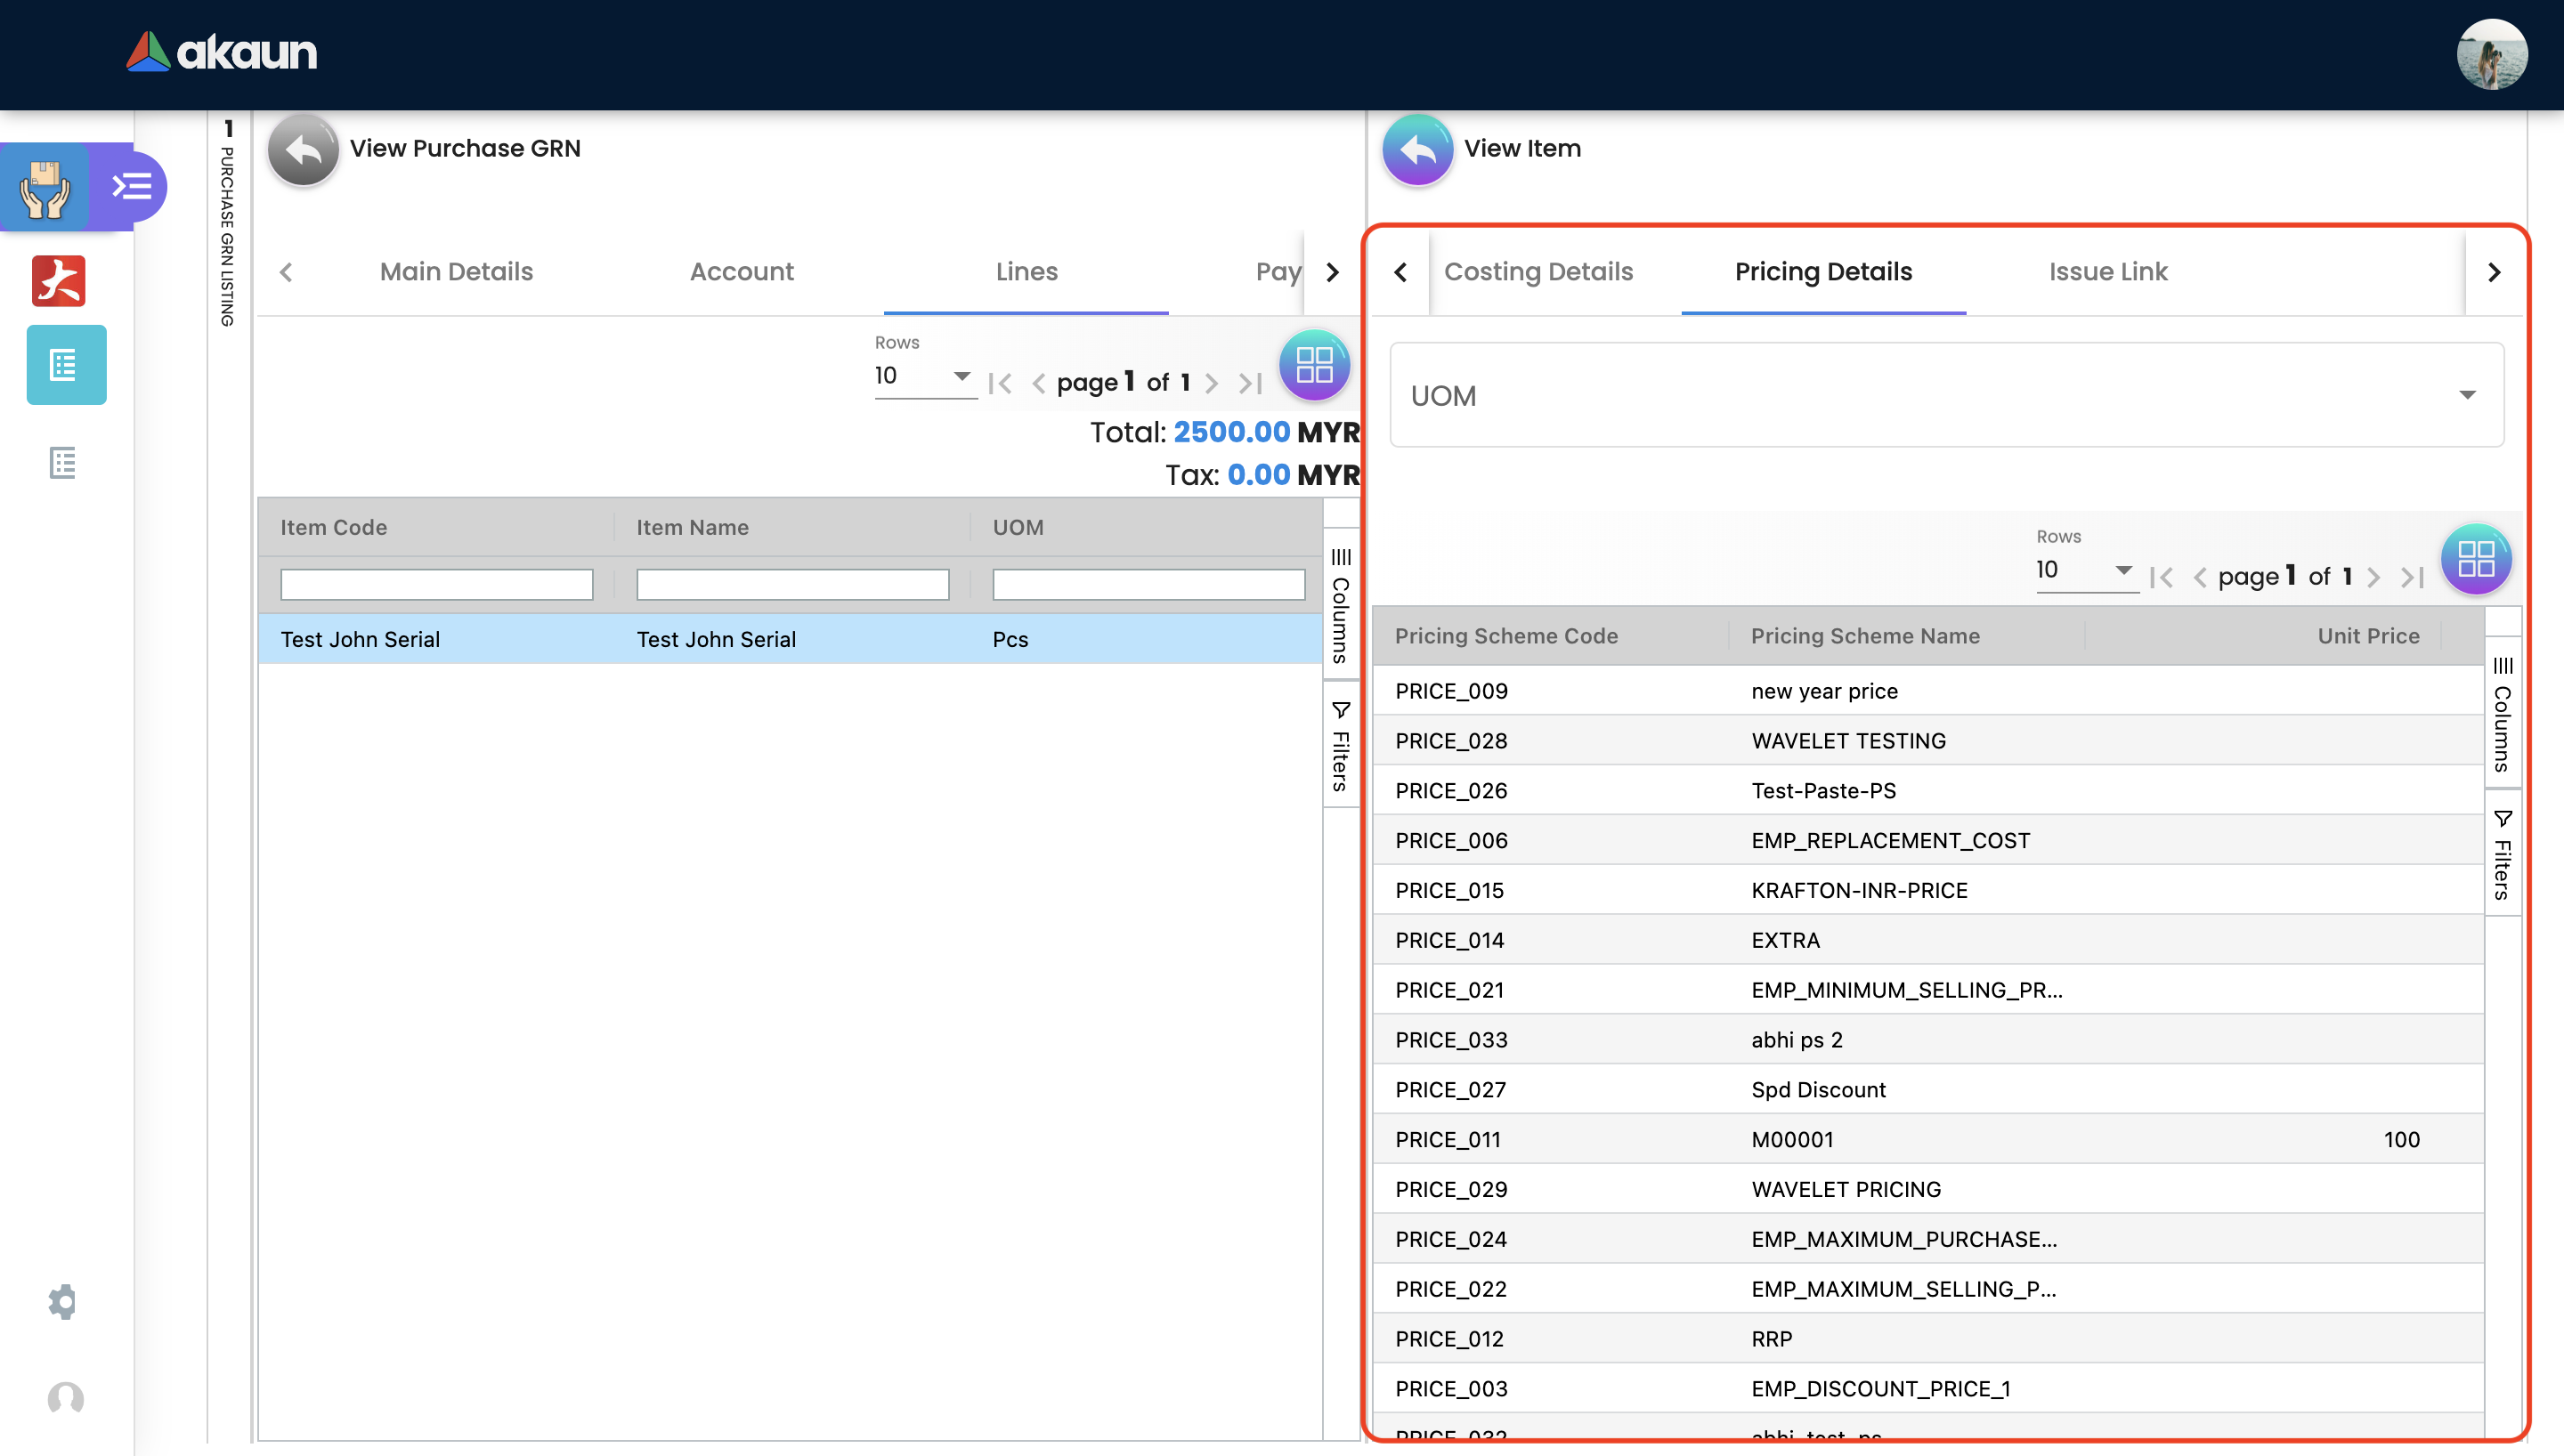 akaun
1 PURCHASE GRN LISTING
View Purchase GRN
Main Details Account Lines Pay
Rows
10 page 1 of 1
Total: 2500.00 MYR
Tax: 0.00 MYR
Item Code Item Name UOM
Test John Serial Test John Serial Pcs
Columns
Filters
View Item
Costing Details Pricing Details Issue Link
UOM
Rows
10 page 1 of 1
Pricing Scheme Code Pricing Scheme Name Unit Price
PRICE_009 new year price
PRICE_028 WAVELET TESTING
PRICE_026 Test-Paste-PS
PRICE_006 EMP_REPLACEMENT_COST
PRICE_015 KRAFTON-INR-PRICE
PRICE_014 EXTRA
PRICE_021 EMP_MINIMUM_SELLING_PR...
PRICE_033 abhi ps 2
PRICE_027 Spd Discount
PRICE_011 M00001 100
PRICE_029 WAVELET PRICING
PRICE_024 EMP_MAXIMUM_PURCHASE...
PRICE_022 EMP_MAXIMUM_SELLING_P...
PRICE_012 RRP
PRICE_003 EMP_DISCOUNT_PRICE_1
PRICE_032 abhi_test_ps
Columns
Filters